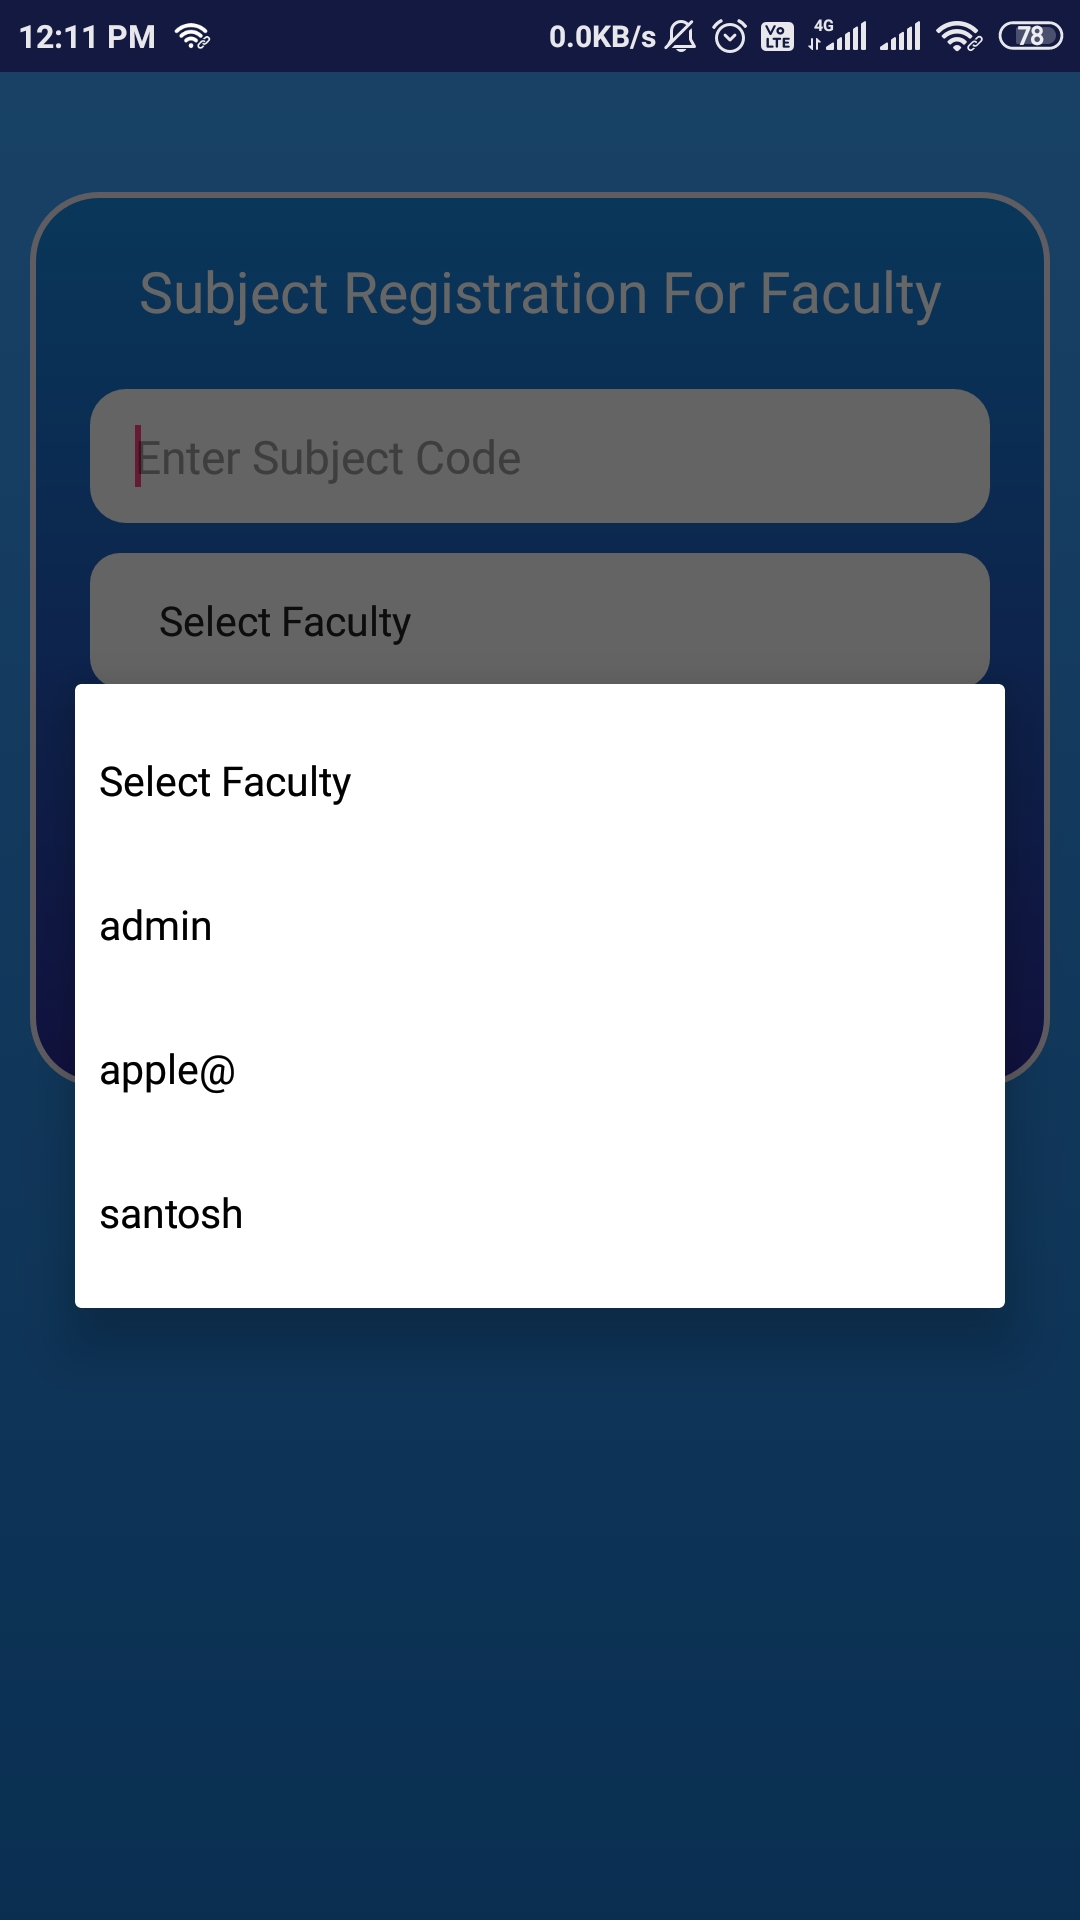 12:11 PM 0.0KB/s Vo LTE 4G 78
Subject Registration For Faculty
Enter Subject Code
Select Faculty
Select Faculty
admin
apple@
santosh